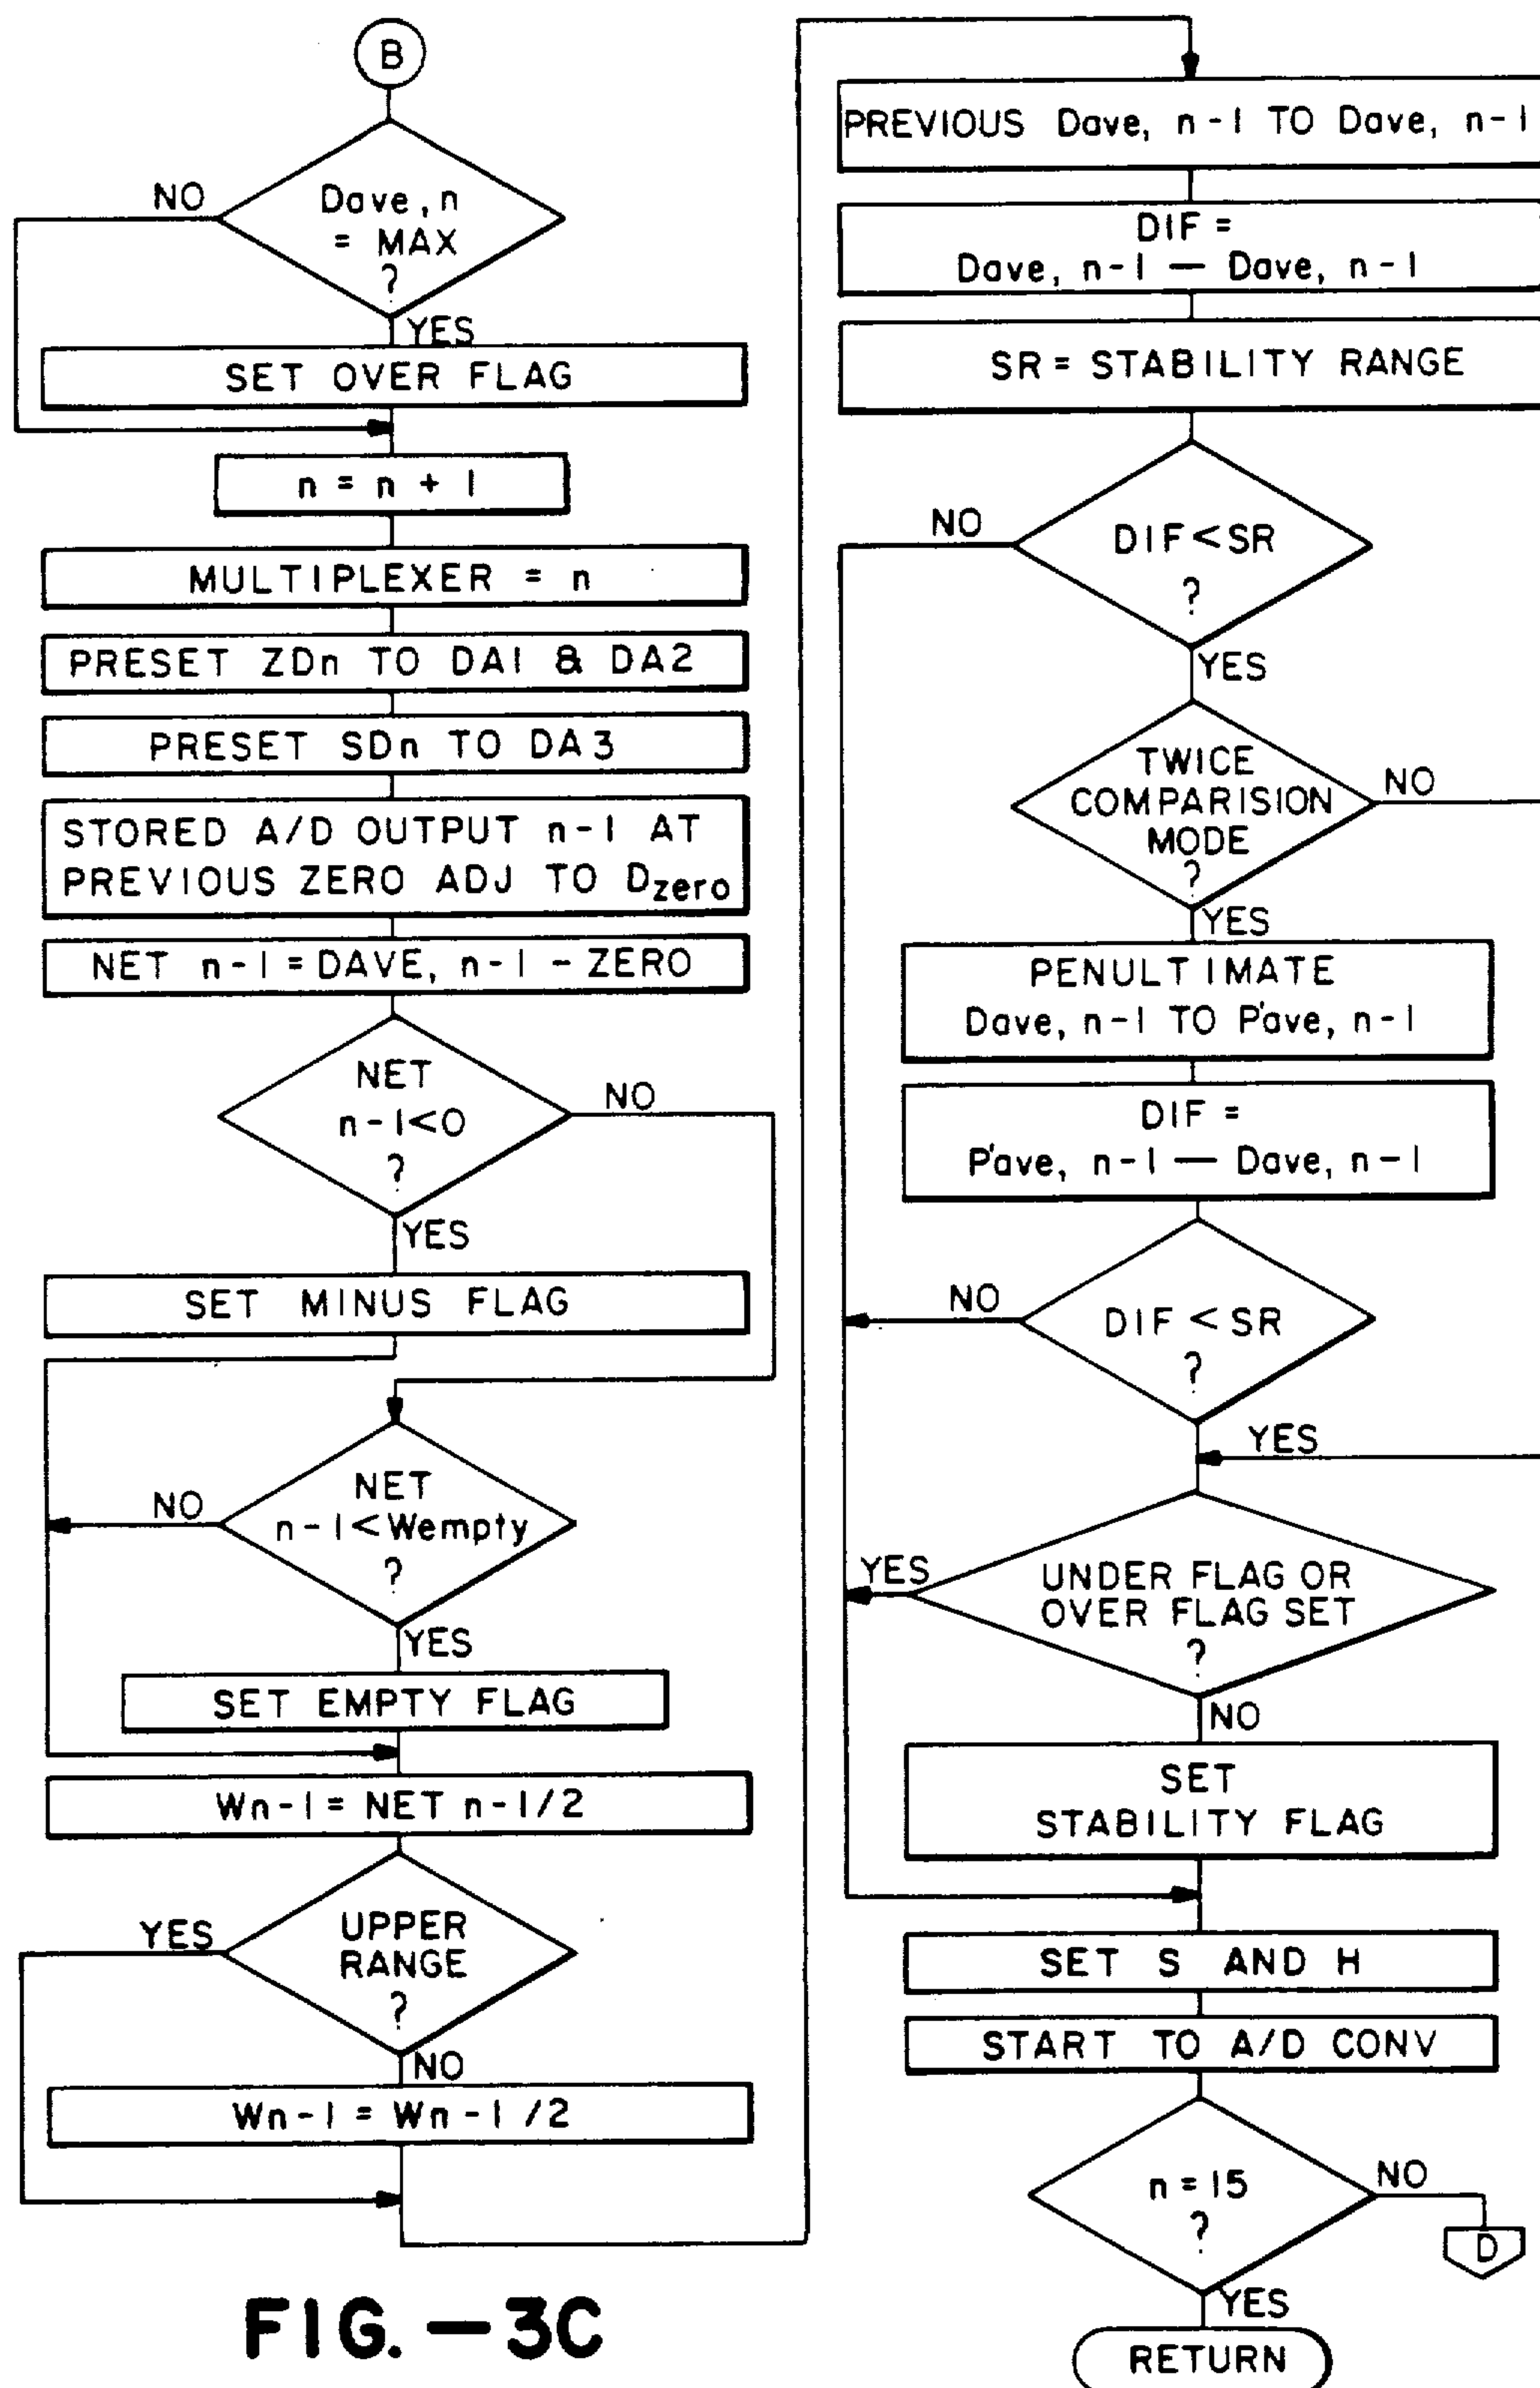 B
NO
Dave, n
= MAX
?
YES
SET OVER FLAG
n = n + 1
MULTIPLEXER = n
PRESET ZDn TO DA1 & DA2
PRESET SDn TO DA3
STORED A/D OUTPUT n-1 AT
PREVIOUS ZERO ADJ TO Dzero
NET n-1 = DAVE, n-1 - ZERO
NET
n-1<0
?
NO
YES
SET MINUS FLAG
NET
n-1<Wempty
?
NO
YES
SET EMPTY FLAG
Wn-1 = NET n-1/2
YES
UPPER
RANGE
?
NO
Wn-1 = Wn-1 /2
FIG.-3C
PREVIOUS Dave, n-1 TO Dave, n-1
DIF =
Dave, n-1 — Dave, n-1
SR = STABILITY RANGE
NO
DIF<SR
?
YES
TWICE
COMPARISION
MODE
?
NO
YES
PENULTIMATE
Dave, n-1 TO P'ave, n-1
DIF =
P'ave, n-1 — Dave, n-1
NO
DIF < SR
?
YES
YES
UNDER FLAG OR
OVER FLAG SET
?
NO
SET
STABILITY FLAG
SET S AND H
START TO A/D CONV
n = 15
?
NO
D
YES
RETURN